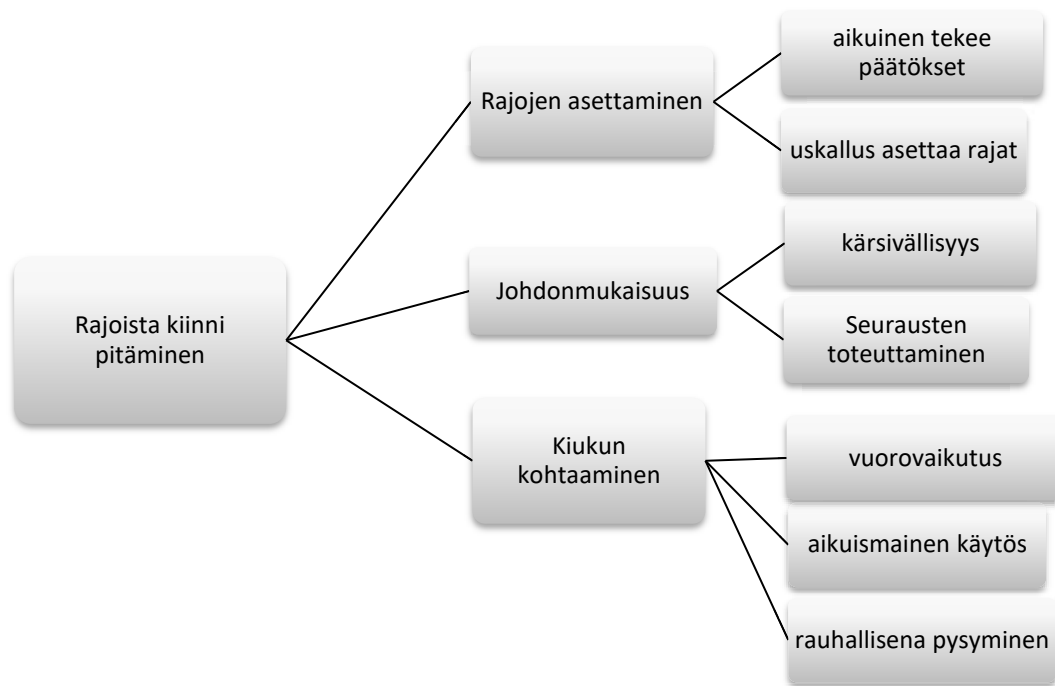 Rajoista kiinni
pitäminen
Rajojen asettaminen
aikuinen tekee
päätökset
uskallus asettaa rajat
Johdonmukaisuus
kärsivällisyys
Seurausten
toteuttaminen
Kiukun
kohtaaminen
vuorovaikutus
aikuismainen käytös
rauhallisena pysyminen